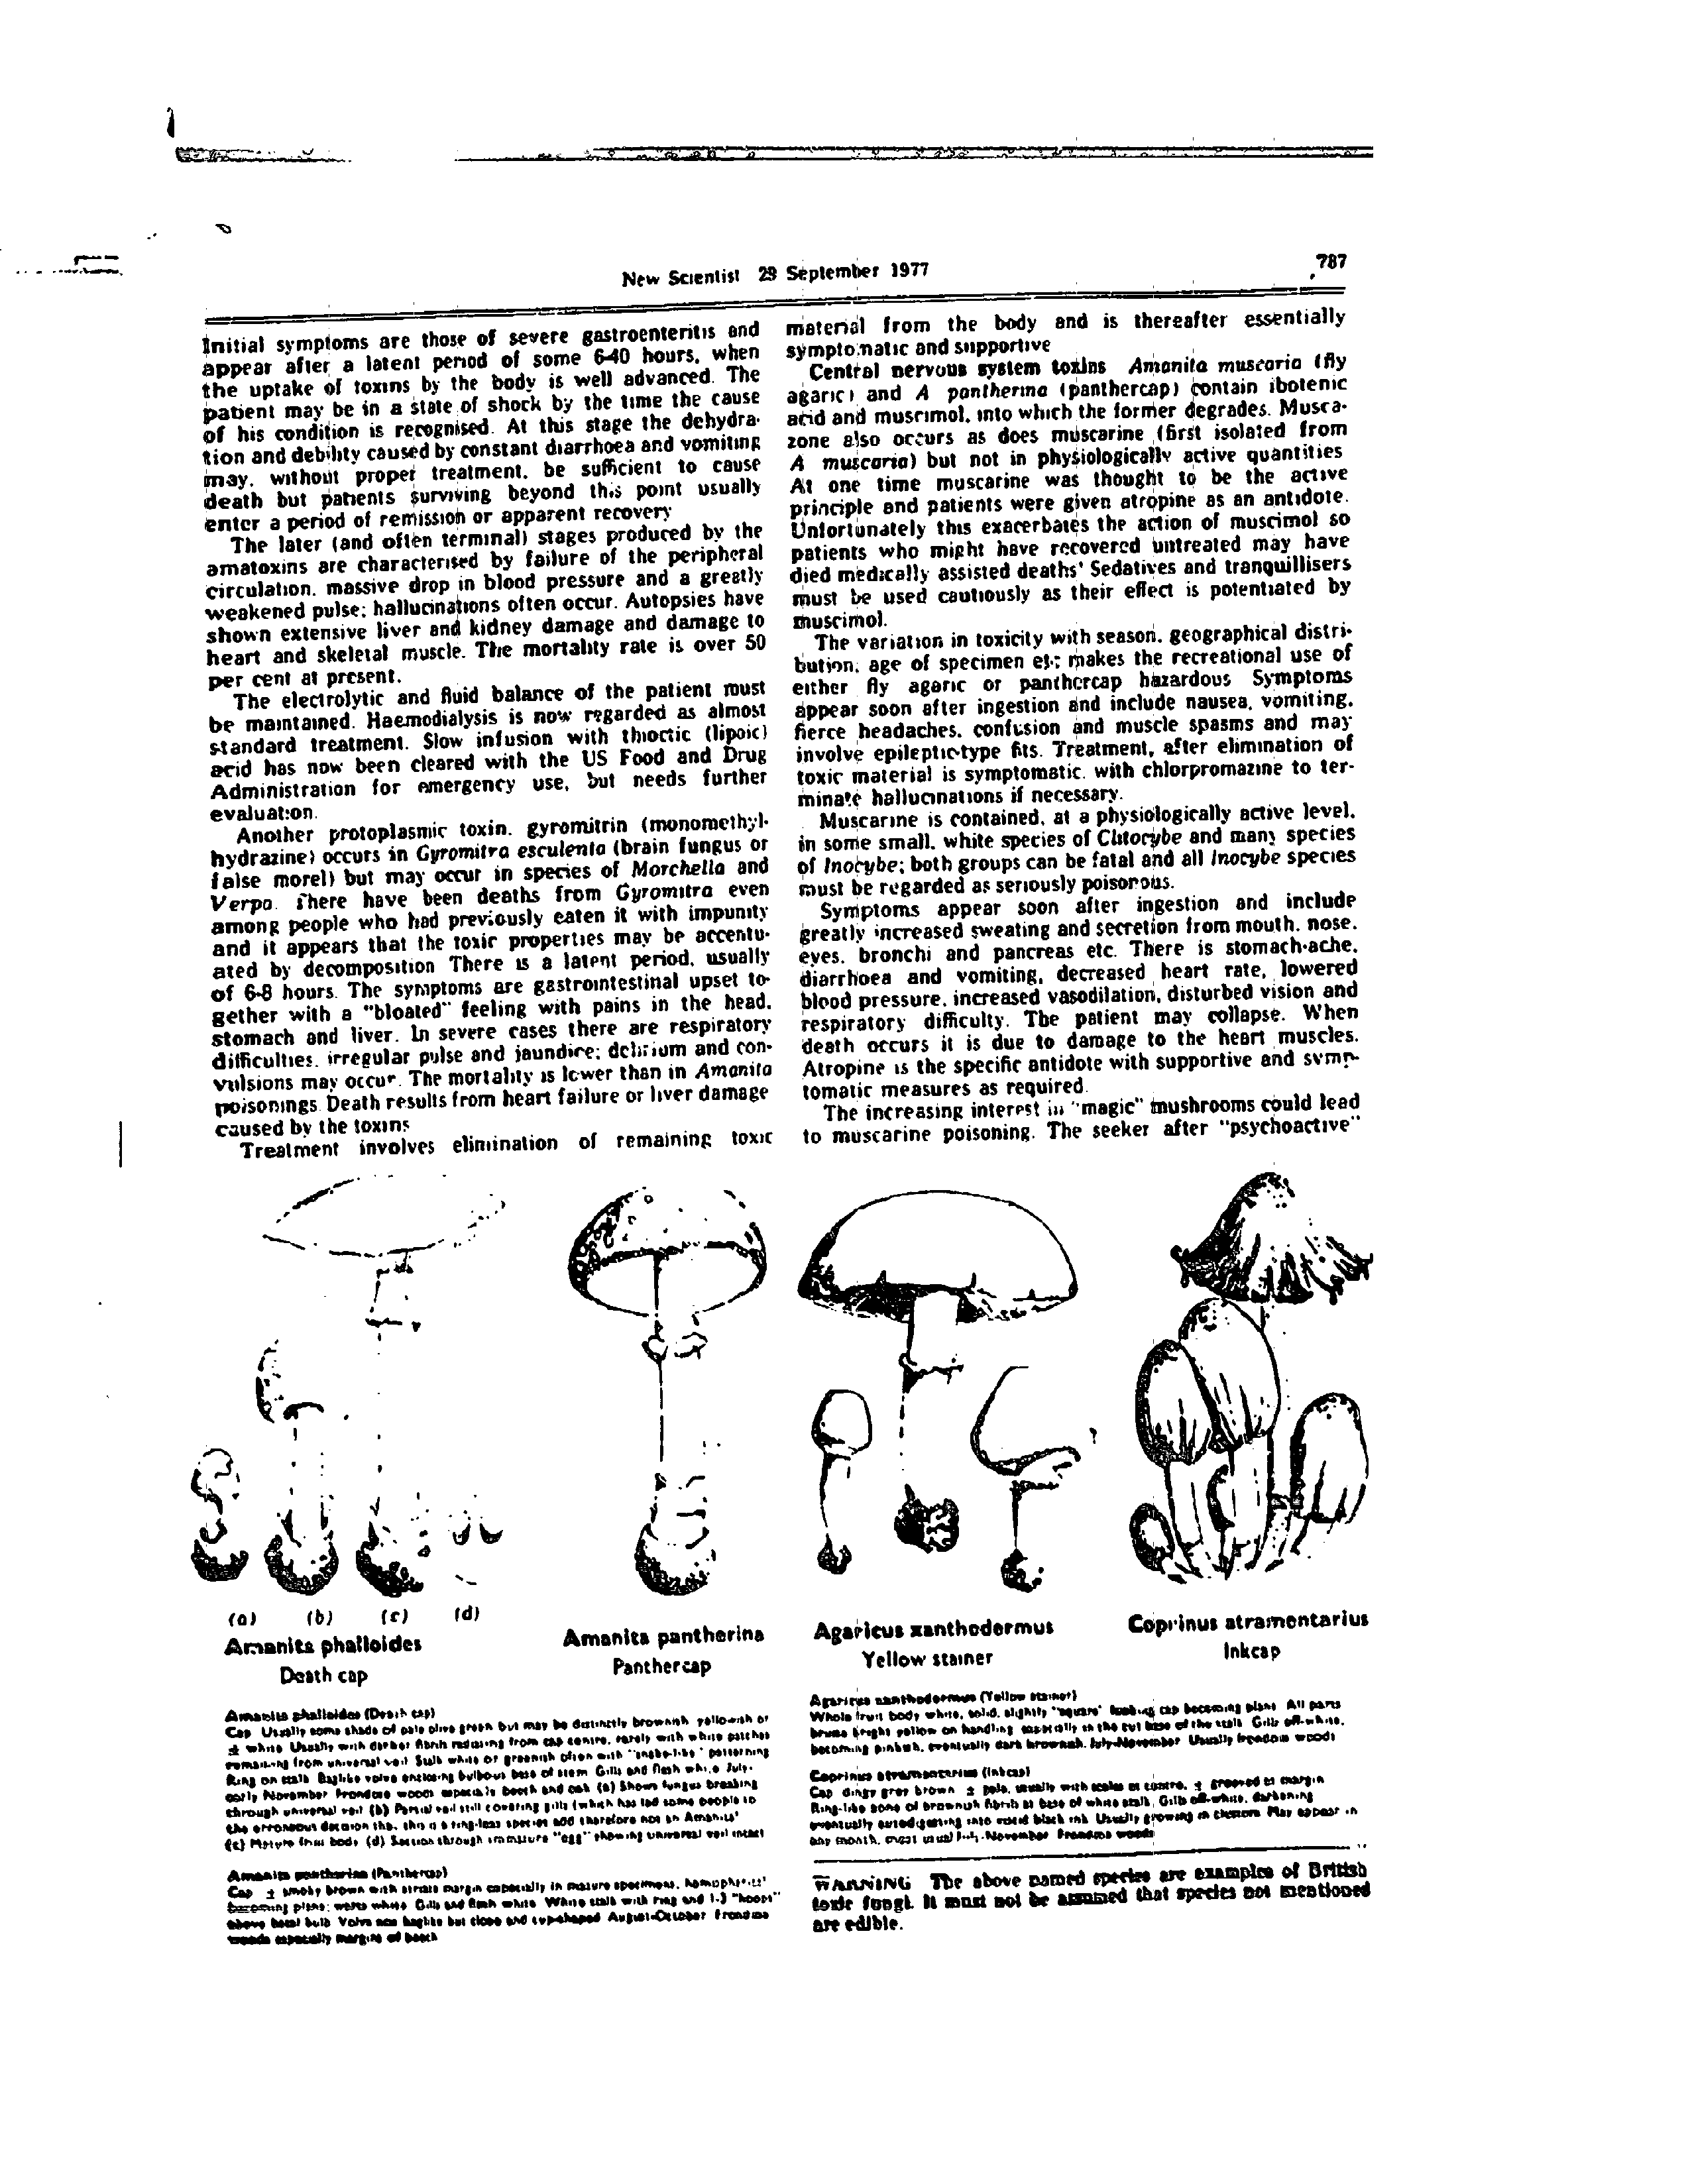 New Scientist 29 September 1977
787
Initial symptoms are those of severe gastroenteritis and
appear after a latent period of some 6-40 hours, when
the uptake of toxins by the body is well advanced. The
patient may be in a state of shock by the time the cause
of his condition is recognised. At this stage the dehydra-
tion and debility caused by constant diarrhoea and vomiting
may, without proper treatment, be sufficient to cause
death but patients surviving beyond this point usually
enter a period of remission or apparent recovery
The later (and often terminal) stages produced by the
amatoxins are characterised by failure of the peripheral
circulation, massive drop in blood pressure and a greatly
weakened pulse; hallucinations often occur. Autopsies have
shown extensive liver and kidney damage and damage to
heart and skeletal muscle. The mortality rate is over 50
per cent at present.
The electrolytic and fluid balance of the patient must
be maintained. Haemodialysis is now regarded as almost
standard treatment. Slow infusion with thioctic (lipoic)
acid has now been cleared with the US Food and Drug
Administration for emergency use, but needs further
evaluation.
Another protoplasmic toxin, gyromitrin (monomethyl-
hydrazine) occurs in Gyromitra esculenta (brain fungus or
false morel) but may occur in species of Morchella and
Verpa. There have been deaths from Gyromitra even
among people who had previously eaten it with impunity
and it appears that the toxic properties may be accentu-
ated by decomposition There is a latent period, usually
of 6-8 hours. The symptoms are gastrointestinal upset to-
gether with a "bloated" feeling with pains in the head,
stomach and liver. In severe cases there are respiratory
difficulties, irregular pulse and jaundice; delirium and con-
vulsions may occur. The mortality is lower than in Amanita
poisonings. Death results from heart failure or liver damage
caused by the toxins
Treatment involves elimination of remaining toxic
material from the body and is thereafter essentially
symptomatic and supportive
Central nervous system toxins Amanita muscaria (fly
agaric) and A pantherina (panthercap) contain ibotenic
acid and muscimol, into which the former degrades. Musca-
zone also occurs as does muscarine (first isolated from
A muscaria) but not in physiologically active quantities
At one time muscarine was thought to be the active
principle and patients were given atropine as an antidote.
Unfortunately this exacerbates the action of muscimol so
patients who might have recovered untreated may have
died medically assisted deaths! Sedatives and tranquillisers
must be used cautiously as their effect is potentiated by
muscimol.
The variation in toxicity with season, geographical distri-
bution, age of specimen etc makes the recreational use of
either fly agaric or panthercap hazardous Symptoms
appear soon after ingestion and include nausea, vomiting,
fierce headaches, confusion and muscle spasms and may
involve epileptic-type fits. Treatment, after elimination of
toxic material is symptomatic, with chlorpromazine to ter-
minate hallucinations if necessary.
Muscarine is contained, at a physiologically active level,
in some small, white species of Clitocybe and many species
of Inocybe; both groups can be fatal and all Inocybe species
must be regarded as seriously poisonous.
Symptoms appear soon after ingestion and include
greatly increased sweating and secretion from mouth, nose,
eyes, bronchi and pancreas etc. There is stomach-ache,
diarrhoea and vomiting, decreased heart rate, lowered
blood pressure, increased vasodilation, disturbed vision and
respiratory difficulty. The patient may collapse. When
death occurs it is due to damage to the heart muscles.
Atropine is the specific antidote with supportive and symp-
tomatic measures as required.
The increasing interest in "magic" mushrooms could lead
to muscarine poisoning. The seeker after "psychoactive"
(a) (b) (c) (d)
Amanita phalloides
Death cap
Amanita pantherina
Panthercap
Agaricus xanthodermus
Yellow stainer
Coprinus atramentarius
Inkcap
Amanita phalloides (Death cap)
Cap Usually some shade of pale olive green but may be distinctly brownish yellowish or
± white Usually with darker fibrils radiating from cap centre, rarely with white patches
remaining from universal veil Stalk white or greenish often with "snake-like" patterning
Ring on stalk Baglike volva enclosing bulbous base of stem Gills and flesh white July-
early November Frondose woods especially beech and oak (a) Shows fungus breaking
through universal veil (b) Partial veil still covering gills (which has led some people to
the erroneous decision that this is a ring-less species and therefore not an Amanita!
(c) Mature fruit body (d) Section through immature "egg" showing universal veil intact
Amanita pantherina (Panthercap)
Cap ± smoky brown with striate margin especially in mature specimens,
becoming plane; warts white Gills and flesh white White stalk with ring and 1-3 "hoops"
above basal bulb Volva not baglike but close and cup-shaped August-October Frondose
woods especially margins of beech
Agaricus xanthodermus (Yellow stainer)
Whole fruit body white, solid, slightly "square" looking cap becoming plane All parts
bruise bright yellow on handling especially in the cut base of the stalk Gills off-white,
becoming pinkish, eventually dark brownish. July-November Usually frondose woods
Coprinus atramentarius (Inkcap)
Cap dingy grey brown ± pale, usually with scales at centre, ± grooved at margin
Ring-like zone of brownish fibrils at base of white stalk, Gills off-white, darkening
eventually autodigesting into black ink Usually growing in clusters May appear in
any month, most usual July-November Frondose woods
WARNING The above named species are examples of British
toxic fungi. It must not be assumed that species not mentioned
are edible.